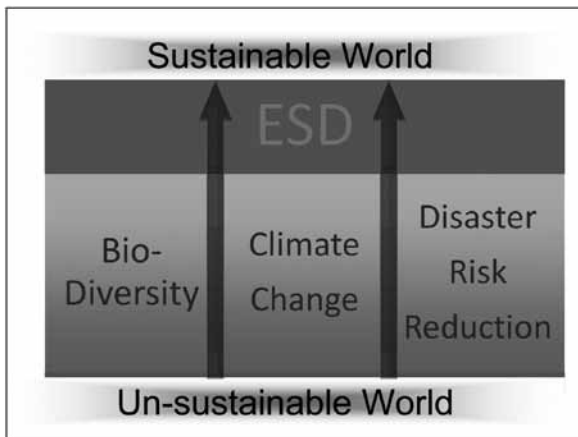 Sustainable World
ESD
Bio-
Diversity
Climate
Change
Disaster
Risk
Reduction
Un-sustainable World